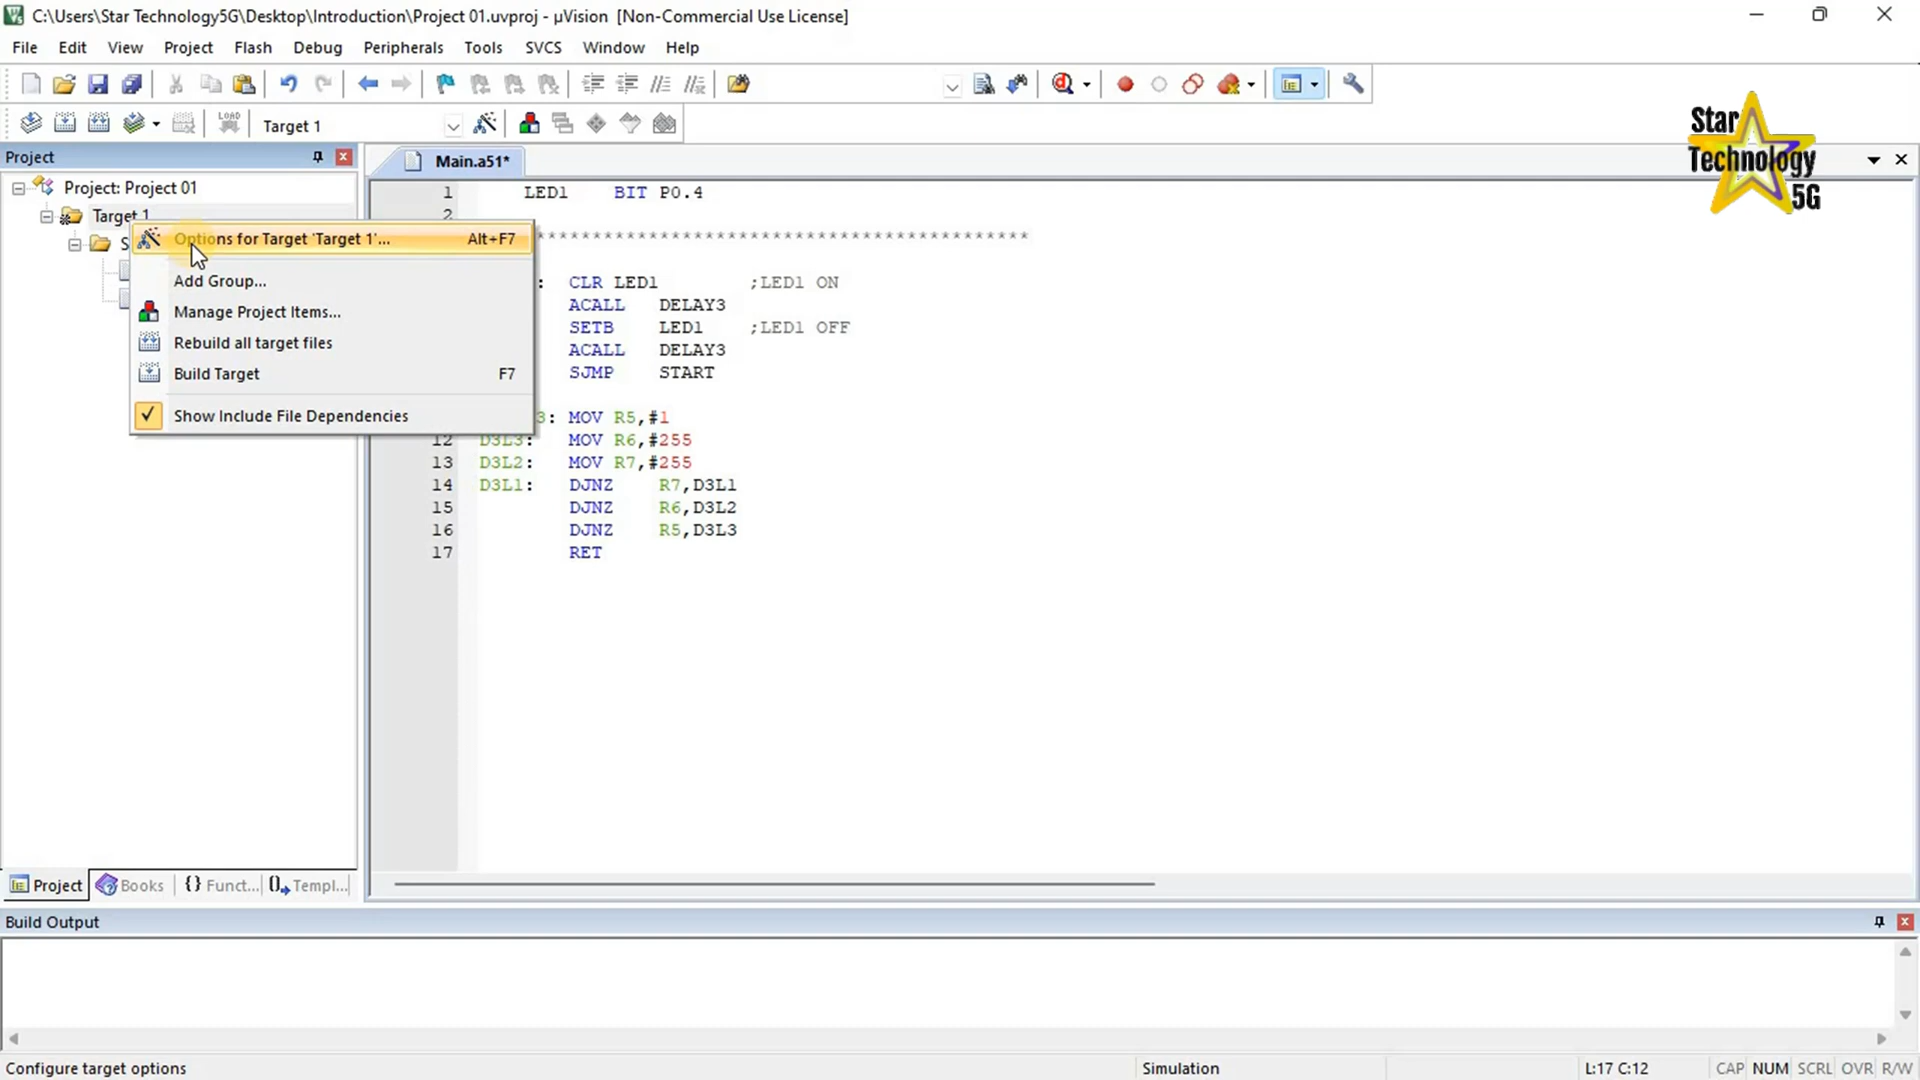 C:\Users\Star Technology5G\Desktop\Introduction\Project 01.uvproj - µVision [Non-Commercial Use License]
File Edit View Project Flash Debug Peripherals Tools SVCS Window Help
LOAD
Target 1
Star
Technology
5G
Project
Main.a51*
Project: Project 01
Target 1
S
Options for Target 'Target 1'... Alt+F7
Add Group...
Manage Project Items...
Rebuild all target files
Build Target F7
Show Include File Dependencies
1 LED1 BIT P0.4
2
********************************************
: CLR LED1 ;LED1 ON
ACALL DELAY3
SETB LED1 ;LED1 OFF
ACALL DELAY3
SJMP START
3: MOV R5,#1
12 D3L3: MOV R6,#255
13 D3L2: MOV R7,#255
14 D3L1: DJNZ R7,D3L1
15 DJNZ R6,D3L2
16 DJNZ R5,D3L3
17 RET
Project Books {} Funct... Templ...
Build Output
Configure target options Simulation L:17 C:12 CAP NUM SCRL OVR R/W